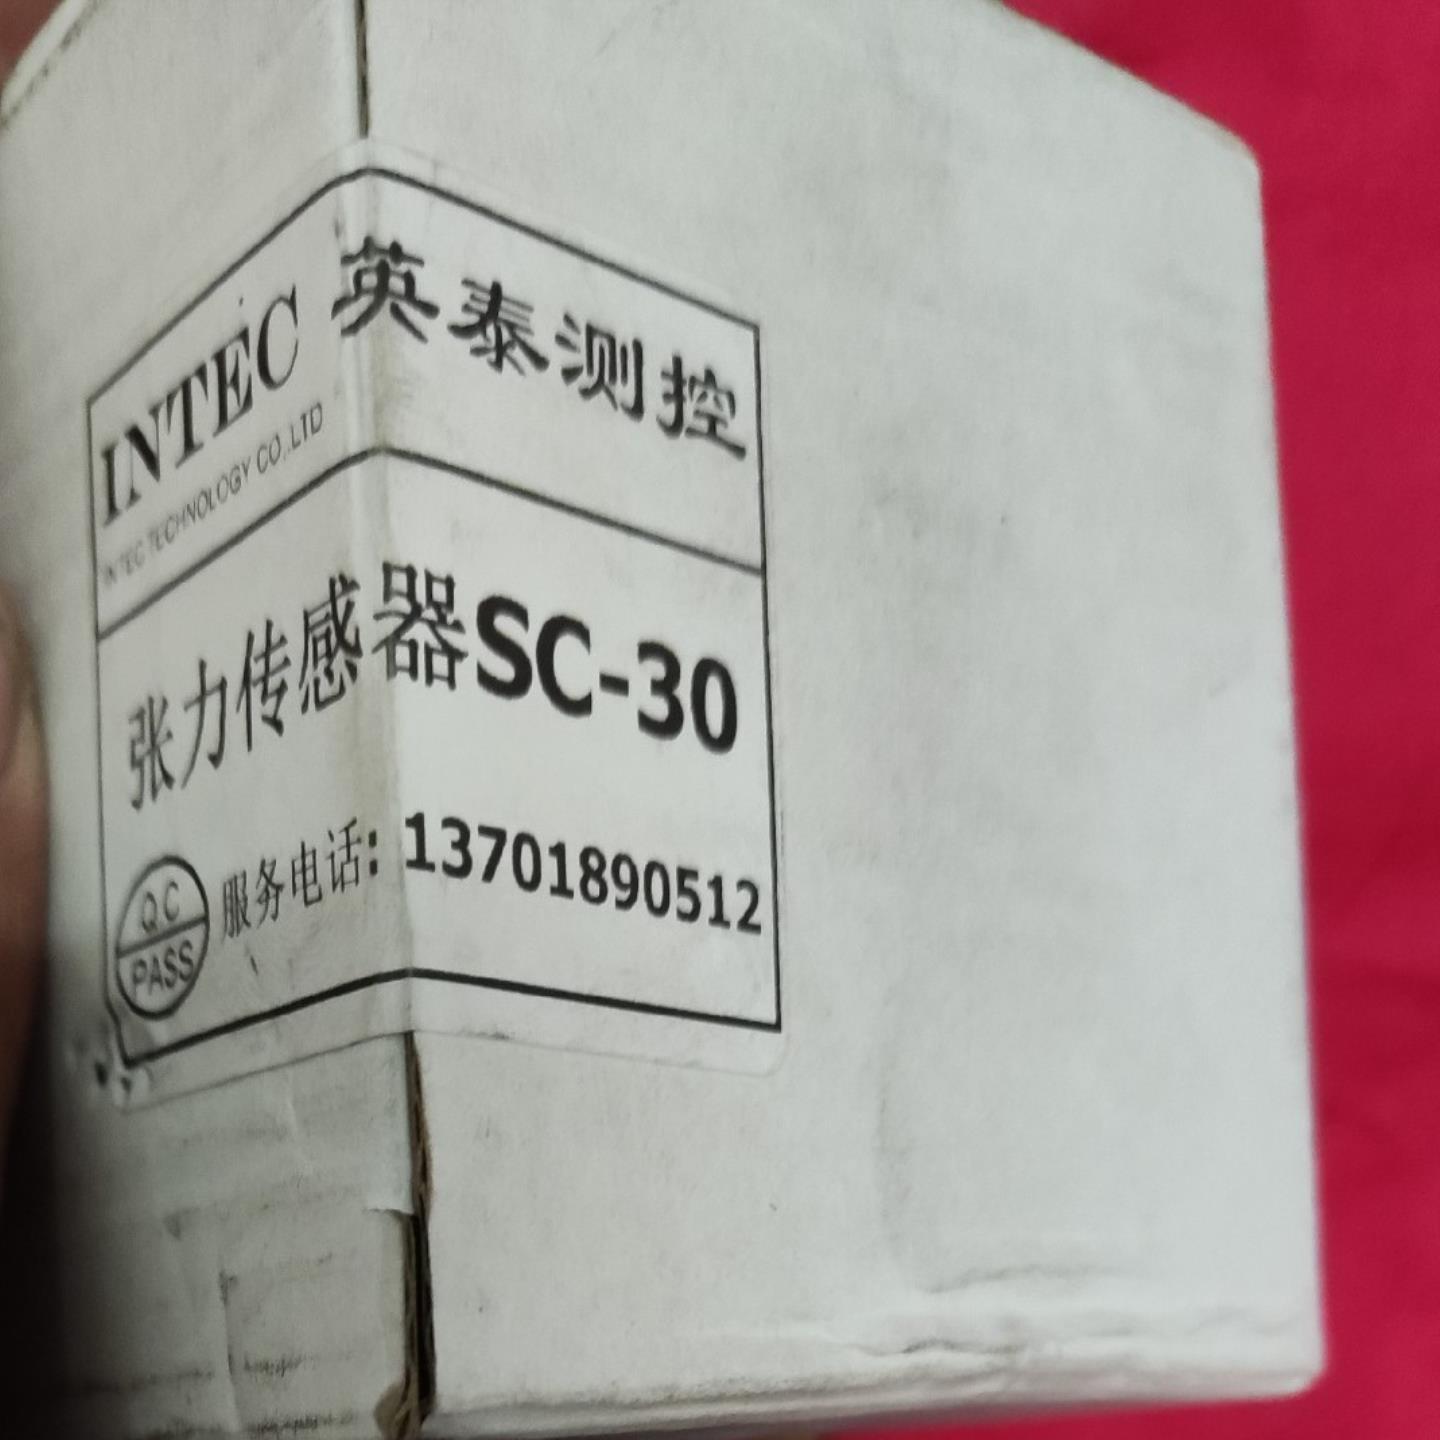 INTEC 英泰测控
INTEC TECHNOLOGY CO.,LTD
张力传感器SC-30
QC
PASS
服务电话: 13701890512